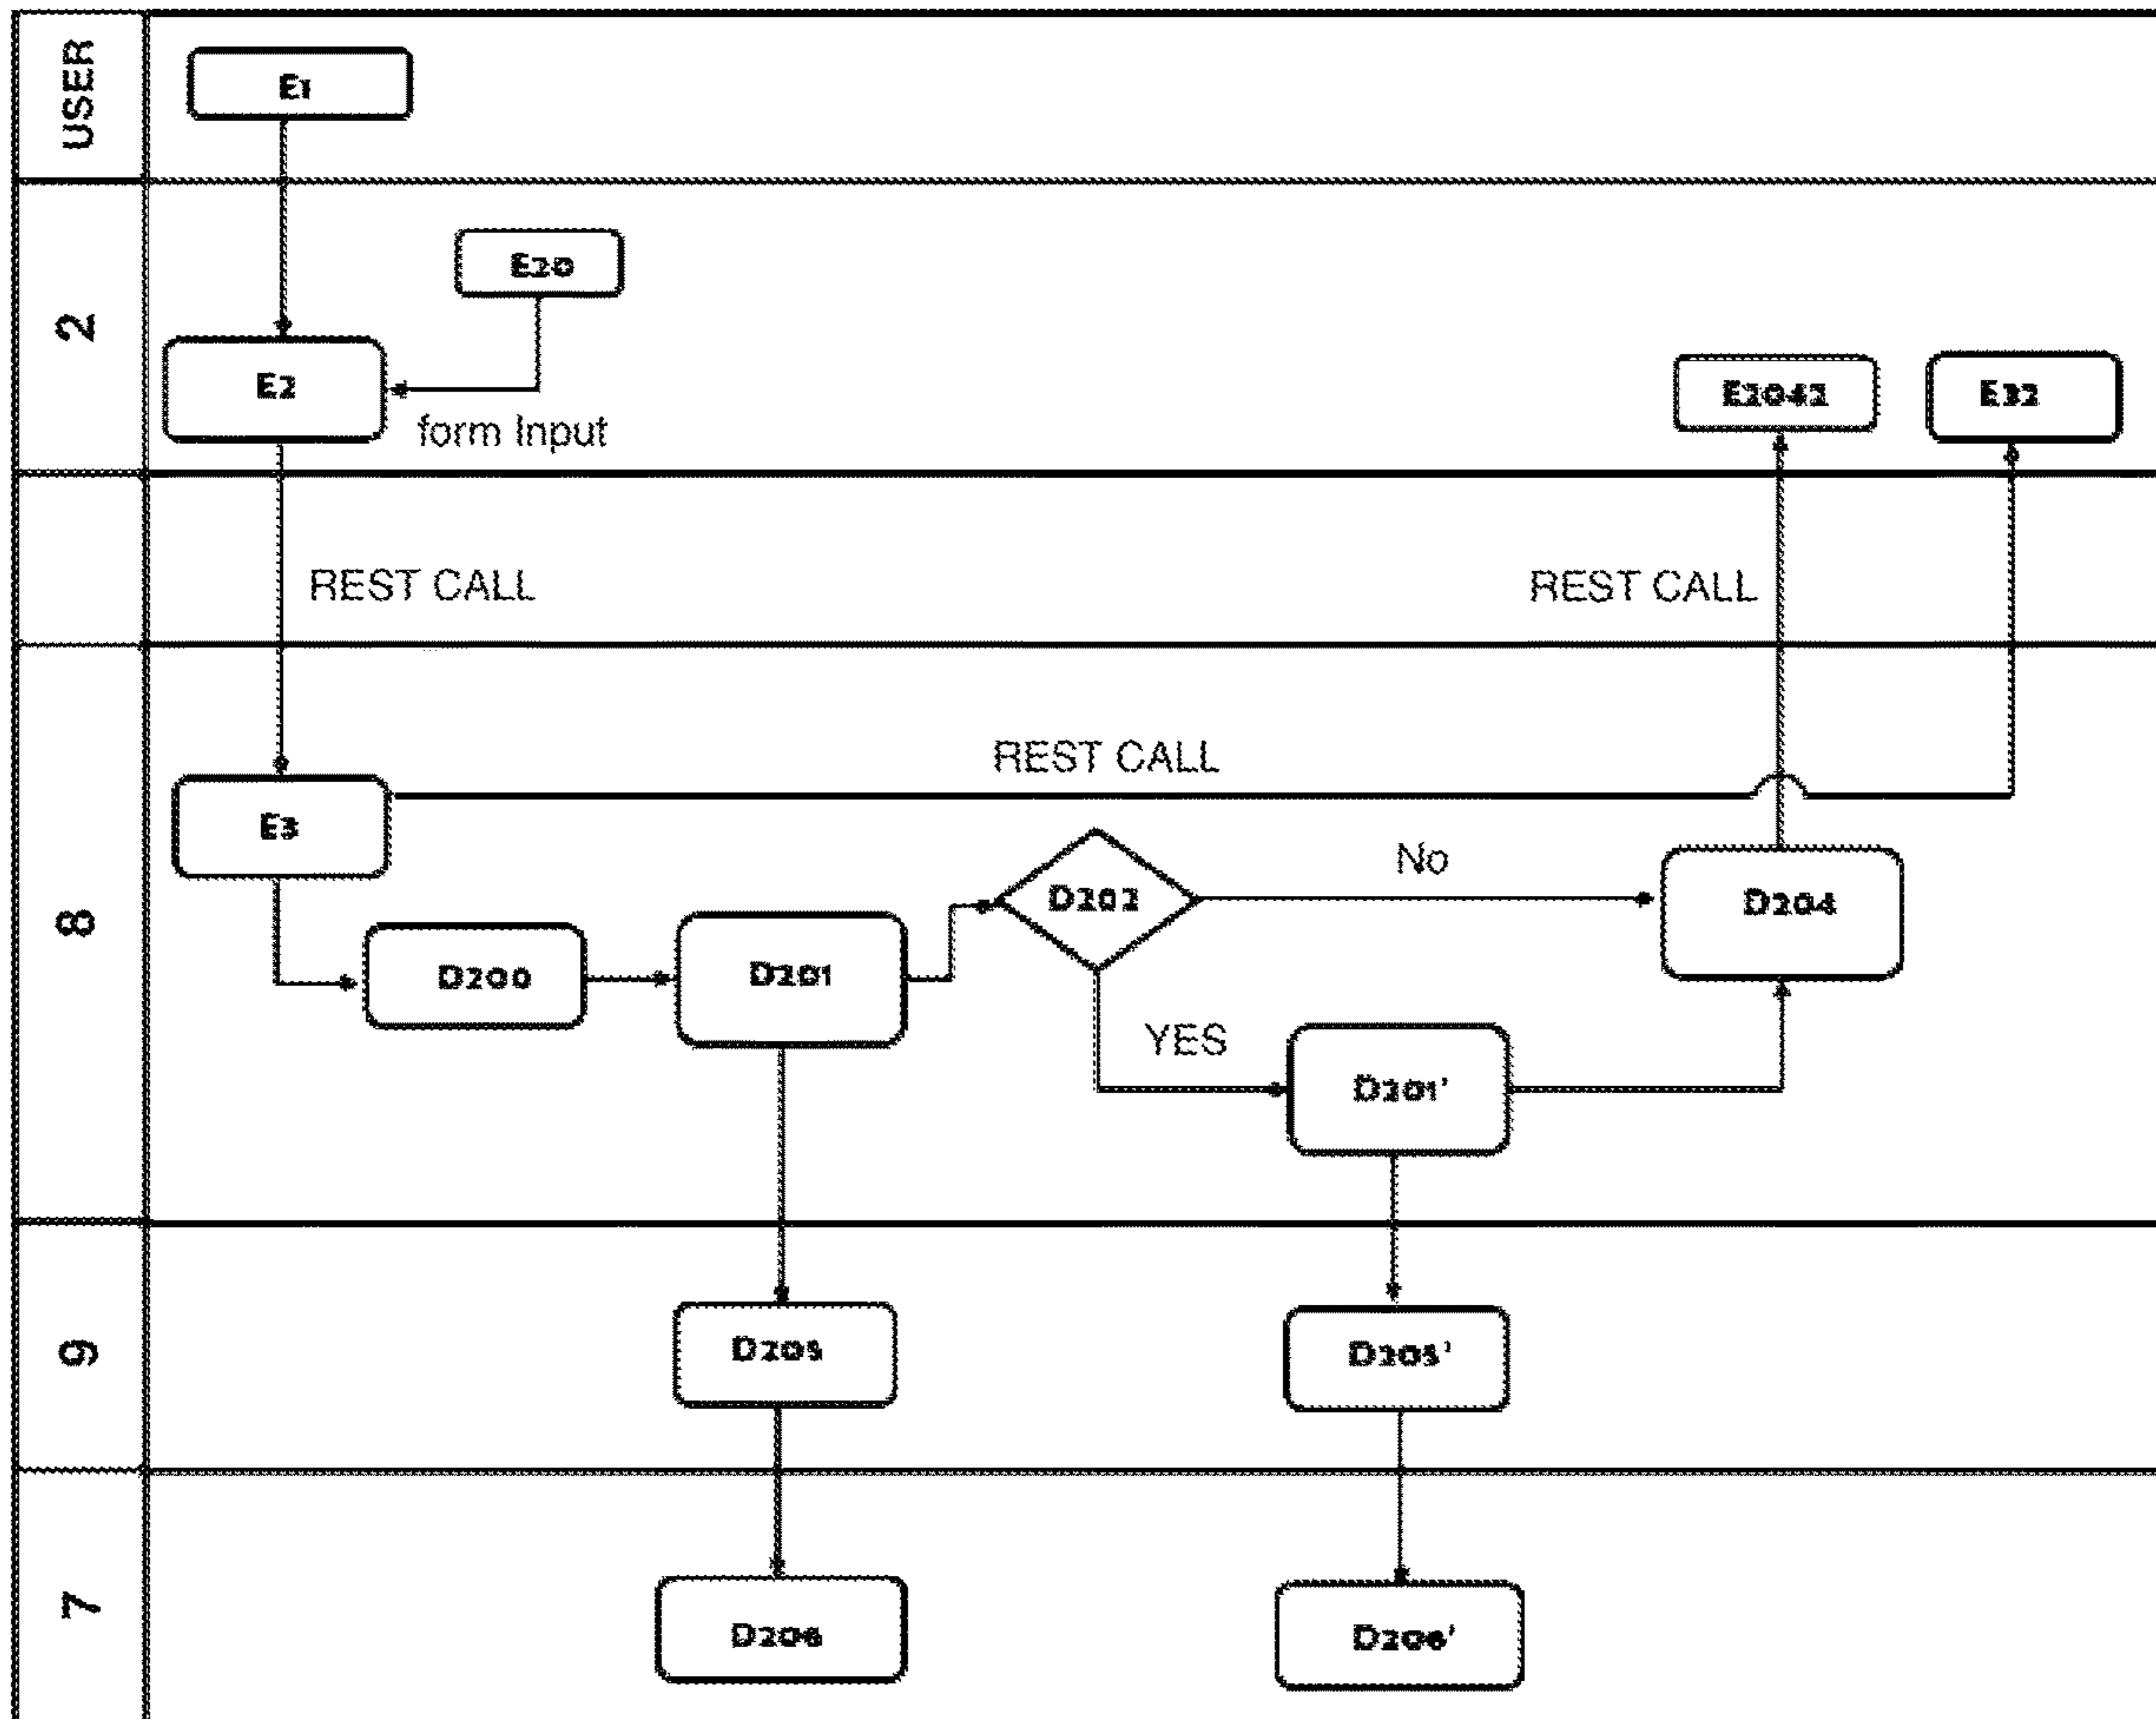 USER
E1
2
E20
E2
form Input
E32
REST CALL
REST CALL
8
REST CALL
E3
D202
No
D204
D200
D201
YES
D201'
9
D205
D205'
7
D206
D206'